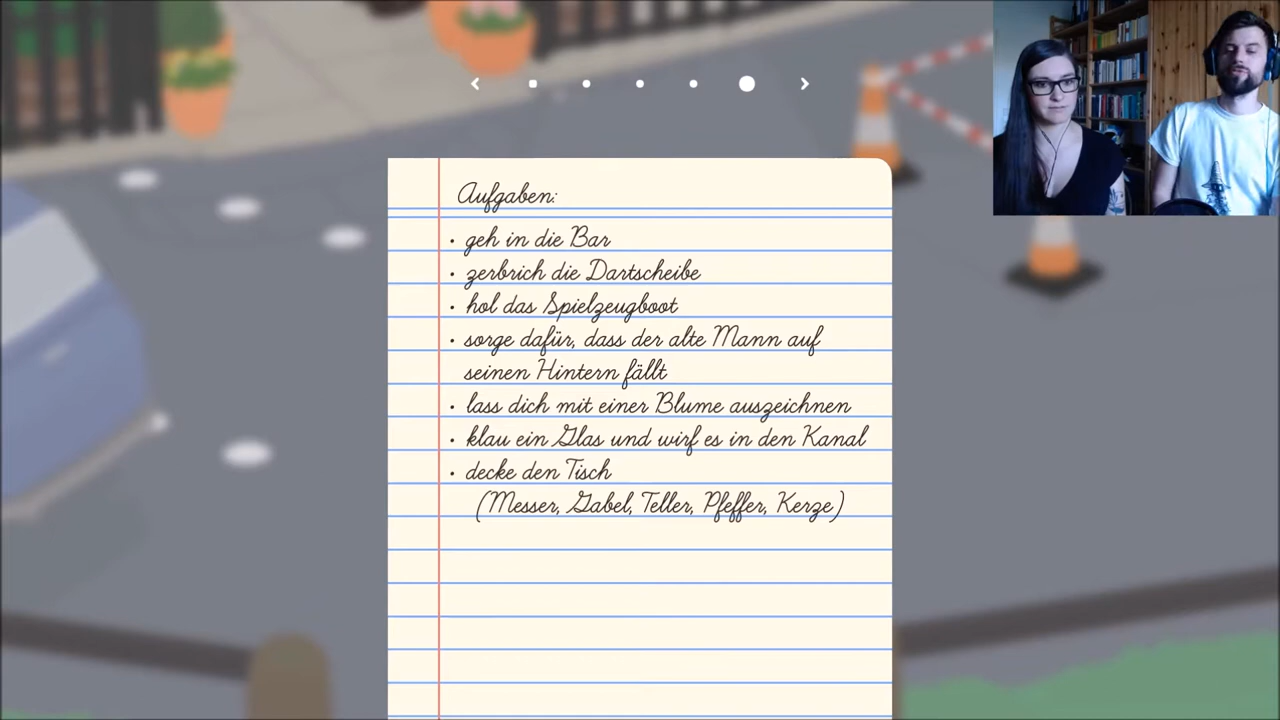 Aufgaben:
• geh in die Bar
• zerbrich die Dartscheibe
• hol das Spielzeugboot
• sorge dafür, dass der alte Mann auf
seinen Hintern fällt
• lass dich mit einer Blume auszeichnen
• klau ein Glas und wirf es in den Kanal
• decke den Tisch
(Messer, Gabel, Teller, Pfeffer, Kerze)